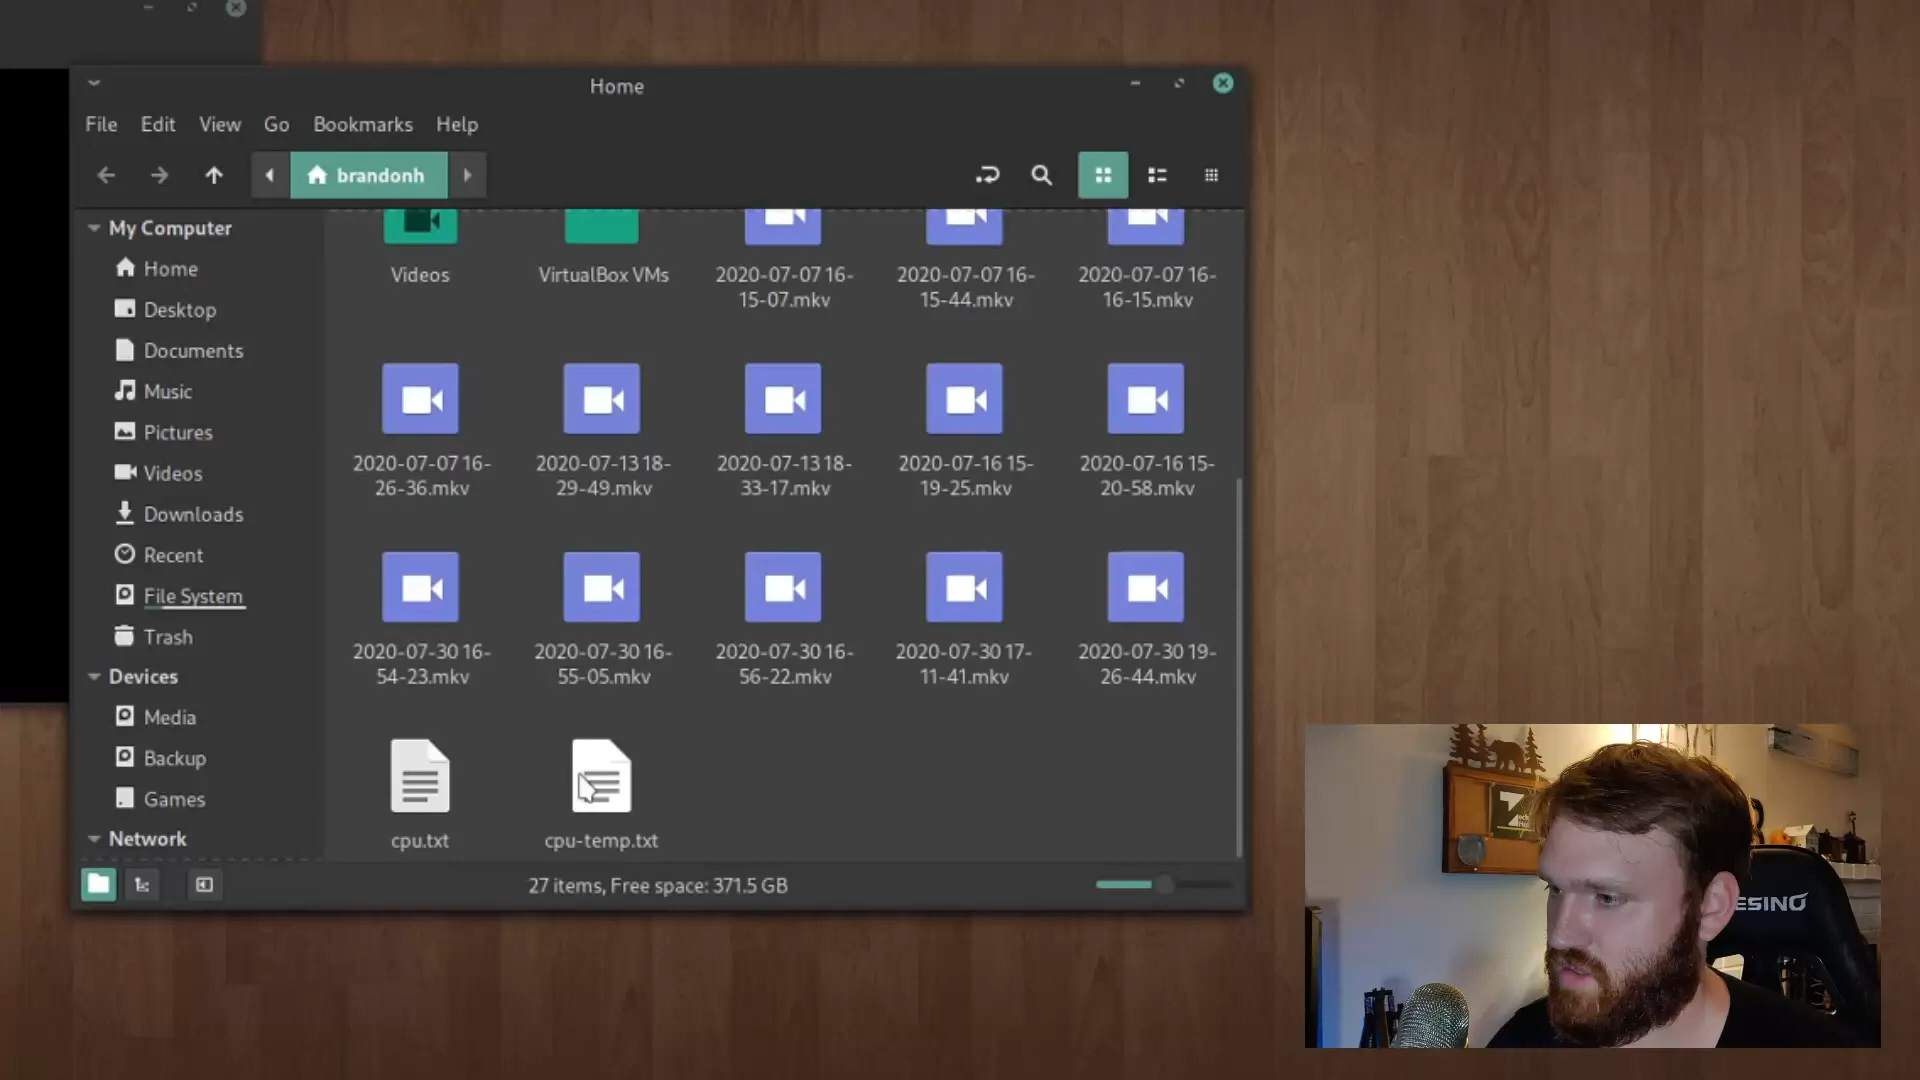 Home
File Edit View Go Bookmarks Help
brandonh
My Computer
Home
Desktop
Documents
Music
Pictures
Videos
Downloads
Recent
File System
Trash
Devices
Media
Backup
Games
Network
Videos
VirtualBox VMs
2020-07-07 16-
15-07.mkv
2020-07-07 16-
15-44.mkv
2020-07-07 16-
16-15.mkv
2020-07-07 16-
26-36.mkv
2020-07-13 18-
29-49.mkv
2020-07-13 18-
33-17.mkv
2020-07-16 15-
19-25.mkv
2020-07-16 15-
20-58.mkv
2020-07-30 16-
54-23.mkv
2020-07-30 16-
55-05.mkv
2020-07-30 16-
56-22.mkv
2020-07-30 17-
11-41.mkv
2020-07-30 19-
26-44.mkv
cpu.txt
cpu-temp.txt
27 items, Free space: 371.5 GB
ESINO